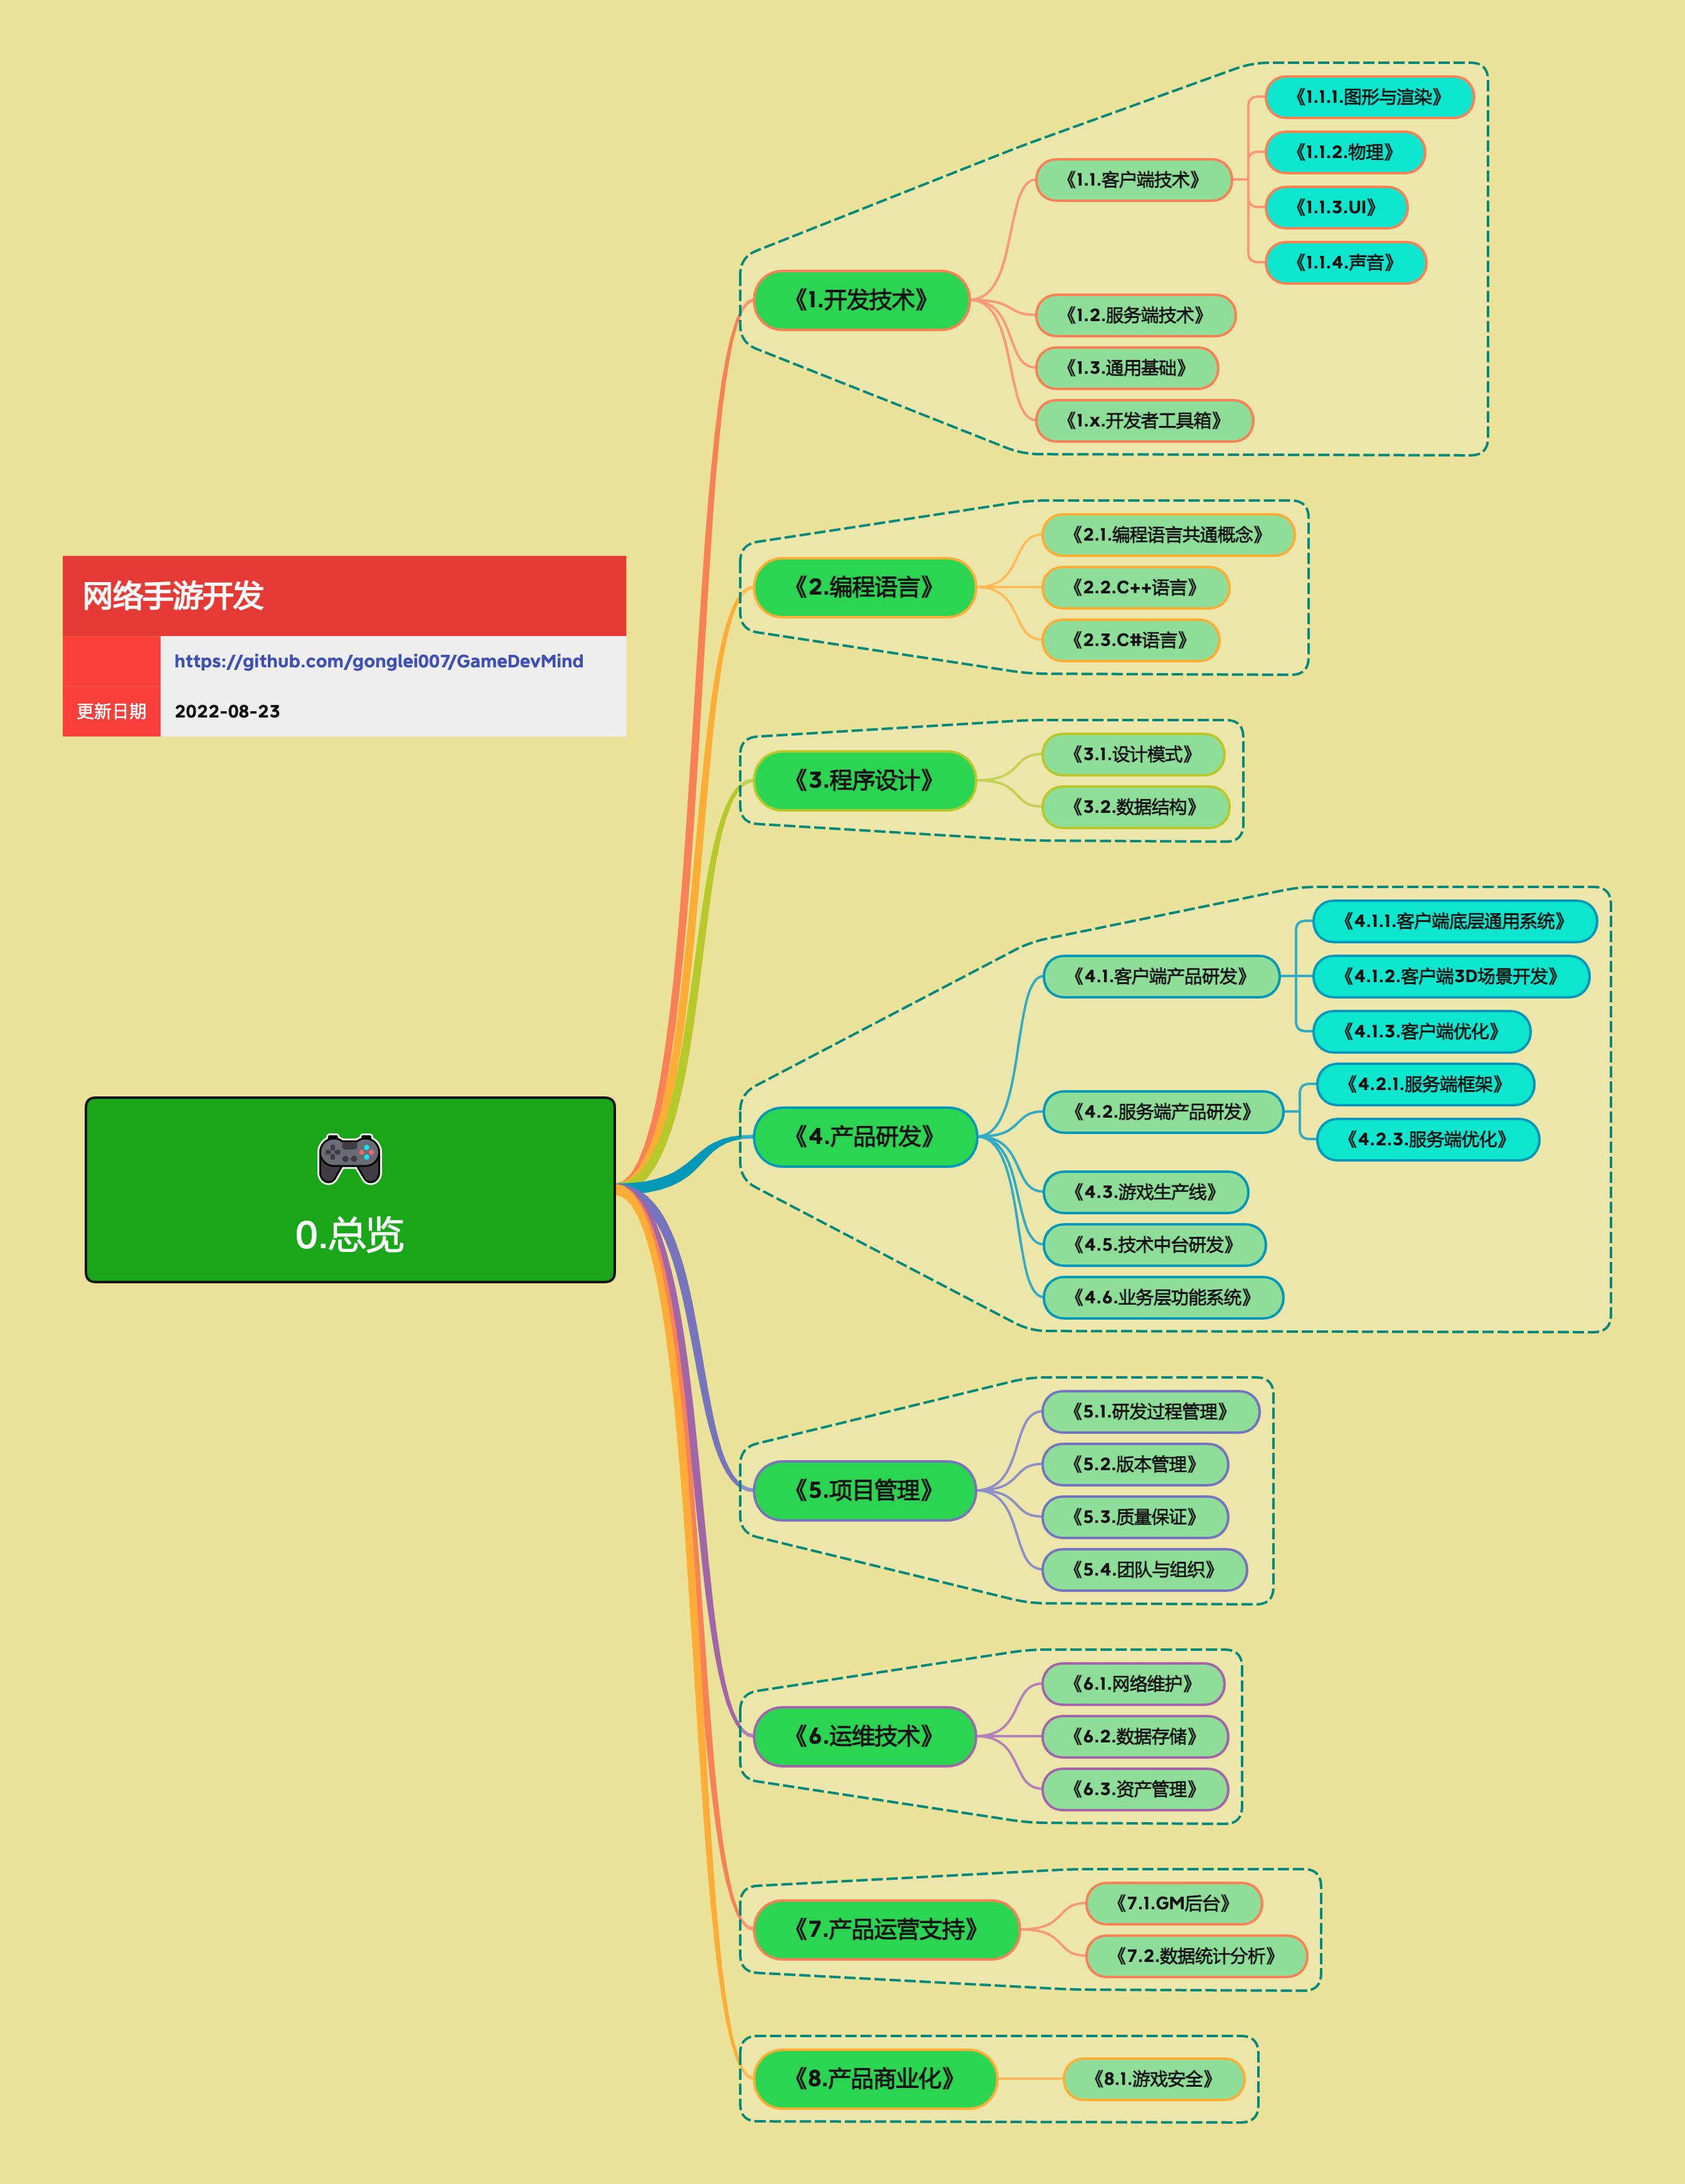 网络手游开发
https://github.com/gonglei007/GameDevMind
更新日期 2022-08-23
0.总览
《1.开发技术》
《1.1.客户端技术》
《1.1.1.图形与渲染》
《1.1.2.物理》
《1.1.3.UI》
《1.1.4.声音》
《1.2.服务端技术》
《1.3.通用基础》
《1.x.开发者工具箱》
《2.编程语言》
《2.1.编程语言共通概念》
《2.2.C++语言》
《2.3.C#语言》
《3.程序设计》
《3.1.设计模式》
《3.2.数据结构》
《4.产品研发》
《4.1.客户端产品研发》
《4.1.1.客户端底层通用系统》
《4.1.2.客户端3D场景开发》
《4.1.3.客户端优化》
《4.2.服务端产品研发》
《4.2.1.服务端框架》
《4.2.3.服务端优化》
《4.3.游戏生产线》
《4.5.技术中台研发》
《4.6.业务层功能系统》
《5.项目管理》
《5.1.研发过程管理》
《5.2.版本管理》
《5.3.质量保证》
《5.4.团队与组织》
《6.运维技术》
《6.1.网络维护》
《6.2.数据存储》
《6.3.资产管理》
《7.产品运营支持》
《7.1.GM后台》
《7.2.数据统计分析》
《8.产品商业化》
《8.1.游戏安全》